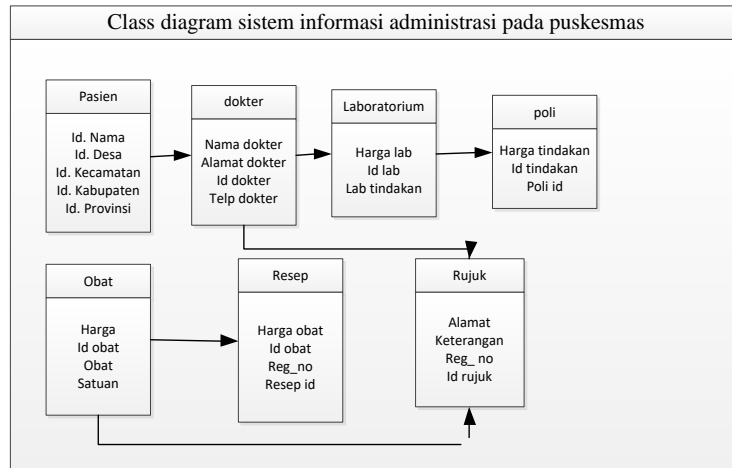 Class diagram sistem informasi administrasi pada puskesmas
Pasien
Id. Nama
Id. Desa
Id. Kecamatan
Id. Kabupaten
Id. Provinsi
dokter
Nama dokter
Alamat dokter
Id dokter
Telp dokter
Laboratorium
Harga lab
Id lab
Lab tindakan
poli
Harga tindakan
Id tindakan
Poli id
Obat
Harga
Id obat
Obat
Satuan
Resep
Harga obat
Id obat
Reg_no
Resep id
Rujuk
Alamat
Keterangan
Reg_ no
Id rujuk